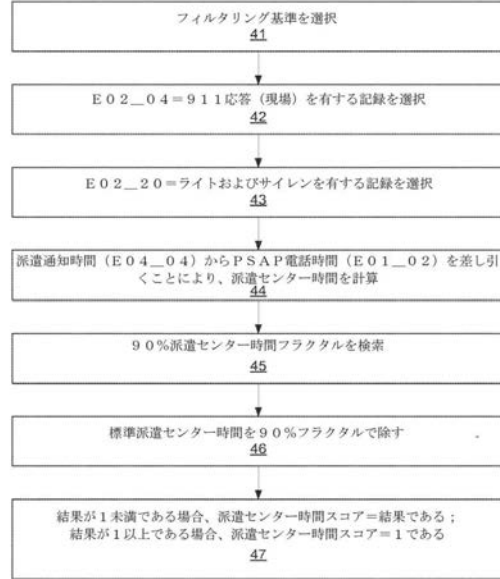 フィルタリング基準を選択
41
E02__04=911応答(現場)を有する記録を選択
42
E02__20=ライトおよびサイレンを有する記録を選択
43
派遣通知時間(E04__04)からPSAP電話時間(E01__02)を差し引
くことにより、派遣センター時間を計算
44
90%派遣センター時間フラクタルを検索
45
標準派遣センター時間を90%フラクタルで除す
46
結果が1未満である場合、派遣センター時間スコア=結果である;
結果が1以上である場合、派遣センター時間スコア=1である
47